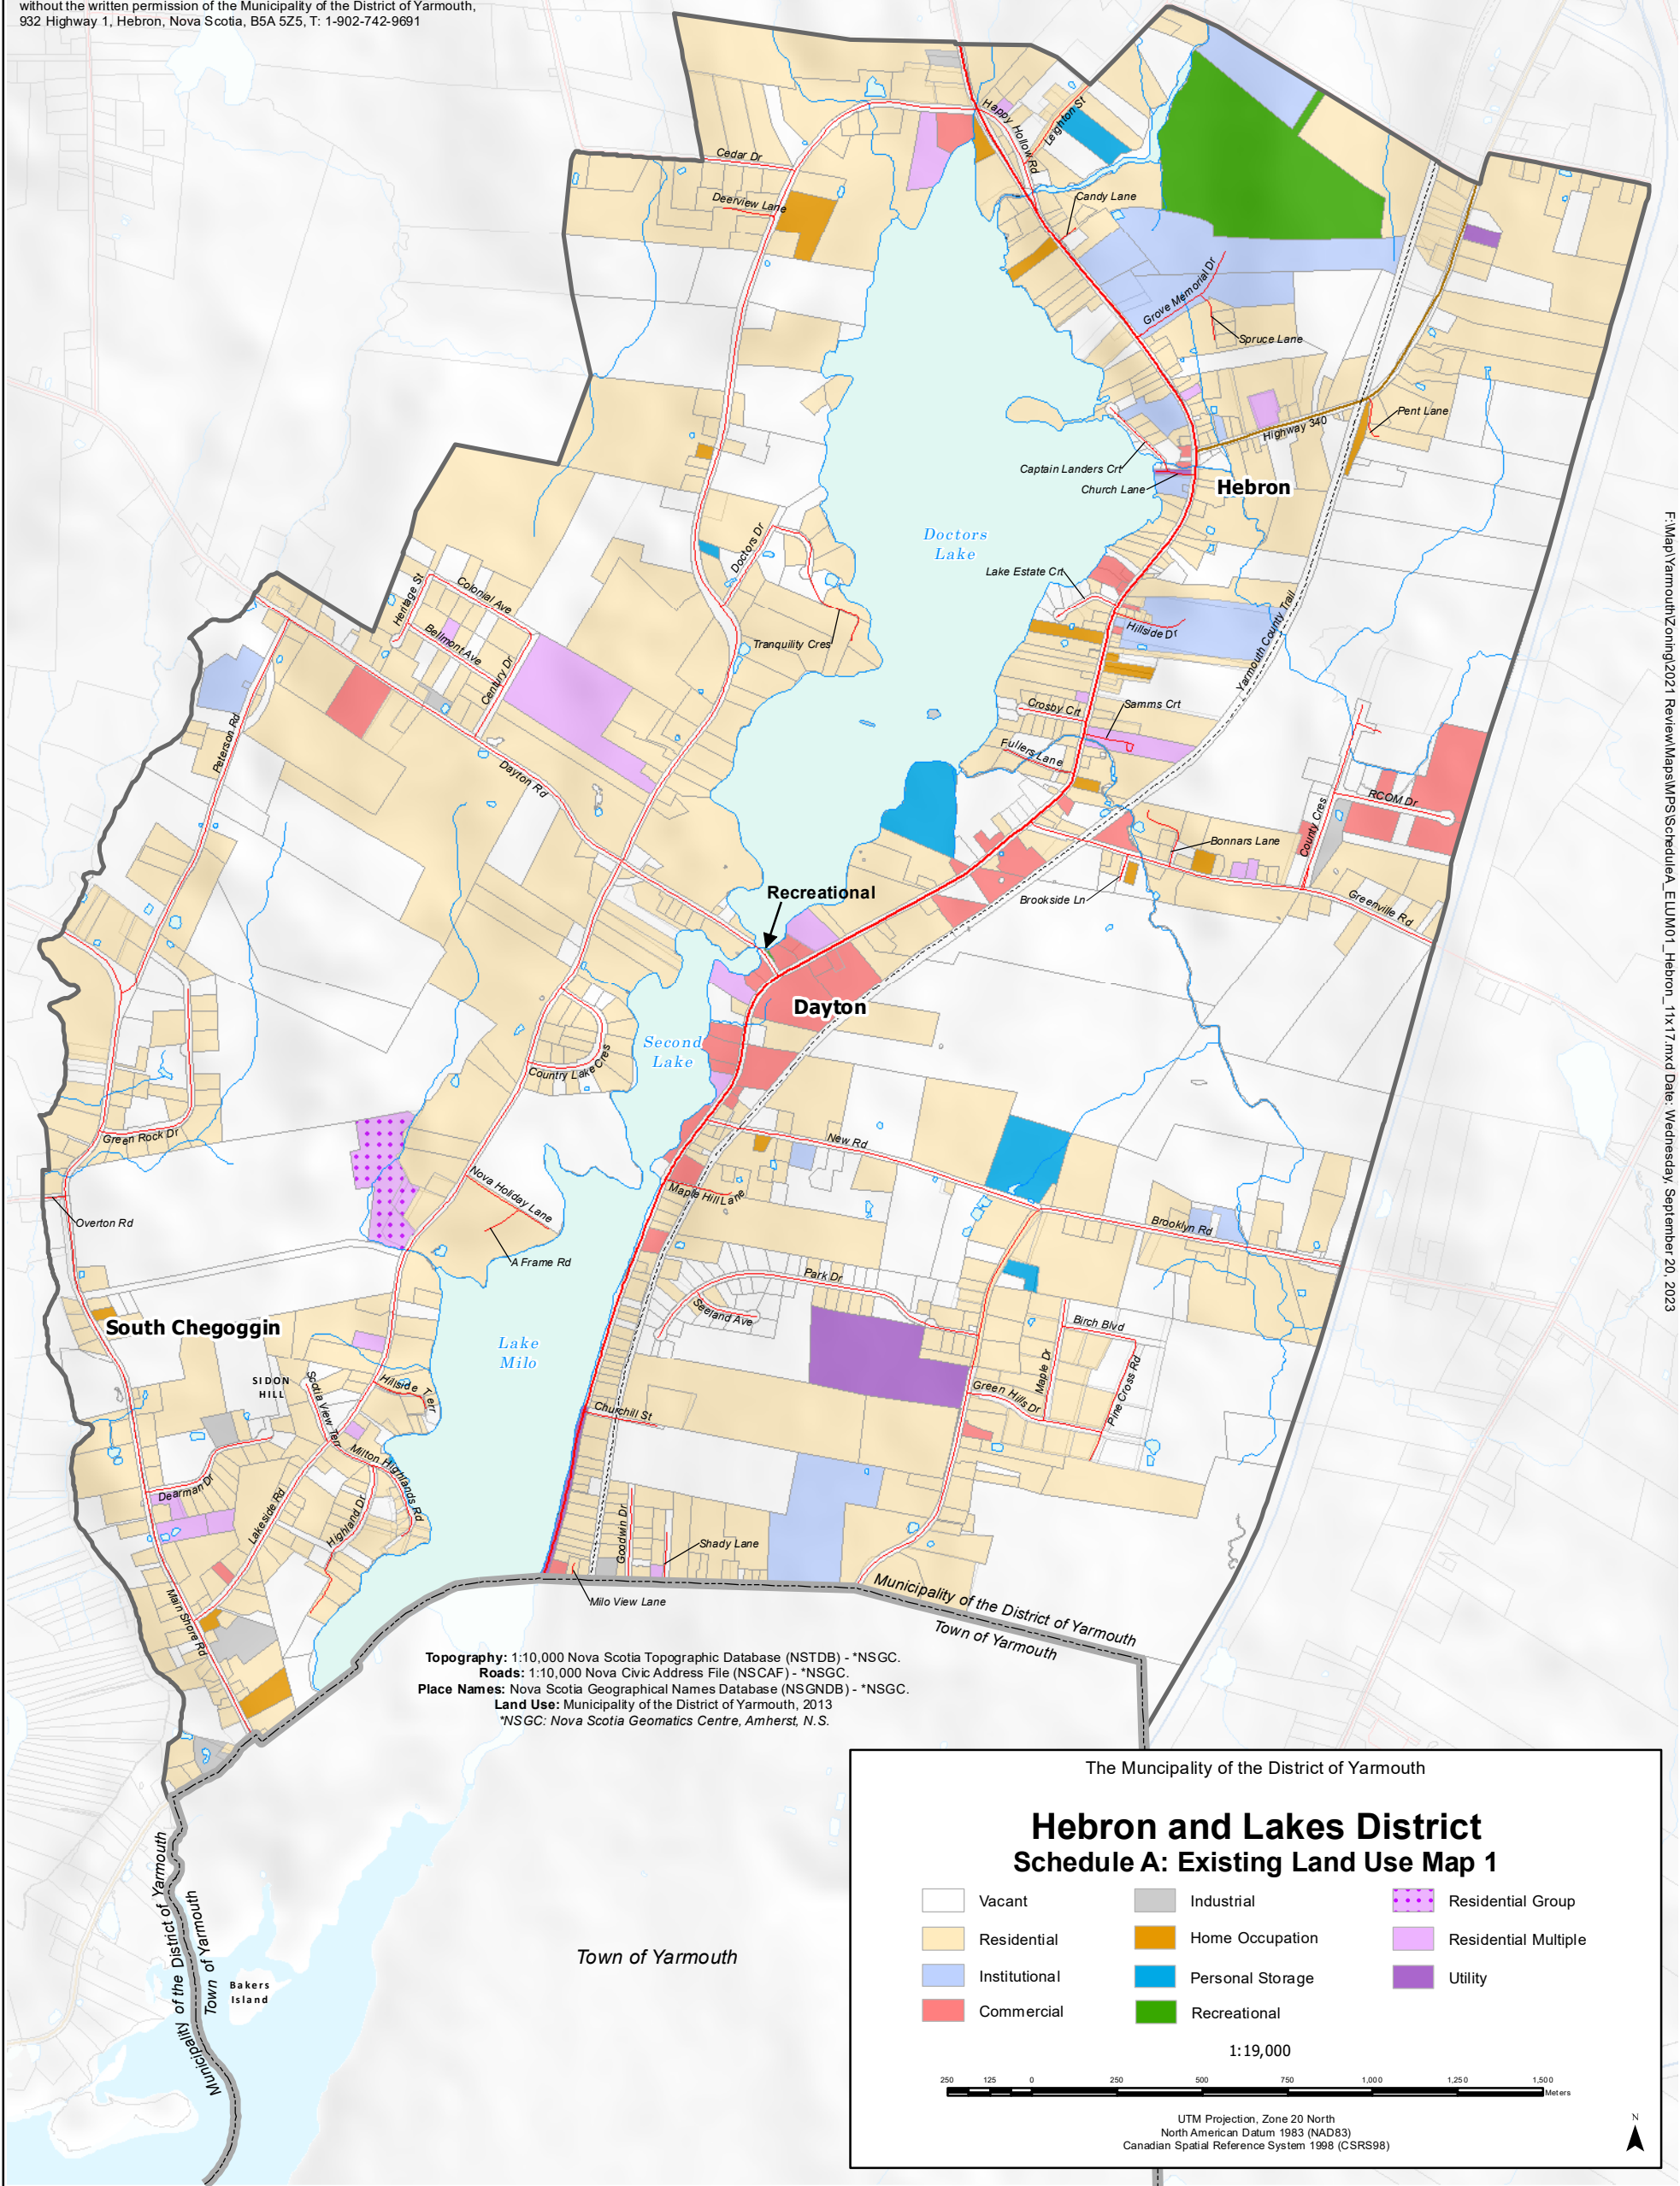 without the written permission of the Municipality of the District of Yarmouth,
932 Highway 1, Hebron, Nova Scotia, B5A 5Z5, T: 1-902-742-9691
Happy Hollow Rd
Leighton St
Cedar Dr
Deerview Lane
Candy Lane
Grove Memorial Dr
Spruce Lane
Pent Lane
Highway 340
Captain Landers Crt
Church Lane
Hebron
Doctors
Lake
Doctors Dr
Lake Estate Crt
Heritage St
Colonial Ave
Bellmont Ave
Century Dr
Tranquility Cres
Hillside Dr
Yarmouth County Trail
Crosby Crt
Samms Crt
Fullers Lane
Peterson Rd
Dayton Rd
RCOM Dr
County Cres
Bonnars Lane
Brookside Ln
Greenville Rd
Recreational
Dayton
Second
Lake
Country Lake Cres
Green Rock Dr
New Rd
Nova Holiday Lane
Maple Hill Lane
Overton Rd
A Frame Rd
Brooklyn Rd
Park Dr
Seeland Ave
South Chegoggin
Lake
Milo
Birch Blvd
Maple Dr
Pine Cross Rd
Green Hills Dr
SIDON
HILL
Scotia View Terr
Hillside Terr
Churchill St
Milton Highlands Rd
Dearman Dr
Lakeside Rd
Highland Dr
Goodwin Dr
Shady Lane
Milo View Lane
Main Shore Rd
Municipality of the District of Yarmouth
Town of Yarmouth
Topography: 1:10,000 Nova Scotia Topographic Database (NSTDB) - *NSGC.
Roads: 1:10,000 Nova Civic Address File (NSCAF) - *NSGC.
Place Names: Nova Scotia Geographical Names Database (NSGNDB) - *NSGC.
Land Use: Municipality of the District of Yarmouth, 2013
*NSGC: Nova Scotia Geomatics Centre, Amherst, N.S.
Municipality of the District of Yarmouth
Town of Yarmouth
Bakers
Island
Town of Yarmouth
F:\Map\Yarmouth\Zoning\2021 Review\Maps\MPS\ScheduleA_ELUM01_Hebron_11x17.mxd Date: Wednesday, September 20, 2023
The Muncipality of the District of Yarmouth
Hebron and Lakes District
Schedule A: Existing Land Use Map 1
Vacant
Residential
Institutional
Commercial
Industrial
Home Occupation
Personal Storage
Recreational
Residential Group
Residential Multiple
Utility
1:19,000
250 125 0 250 500 750 1,000 1,250 1,500
Meters
UTM Projection, Zone 20 North
North American Datum 1983 (NAD83)
Canadian Spatial Reference System 1998 (CSRS98)
N